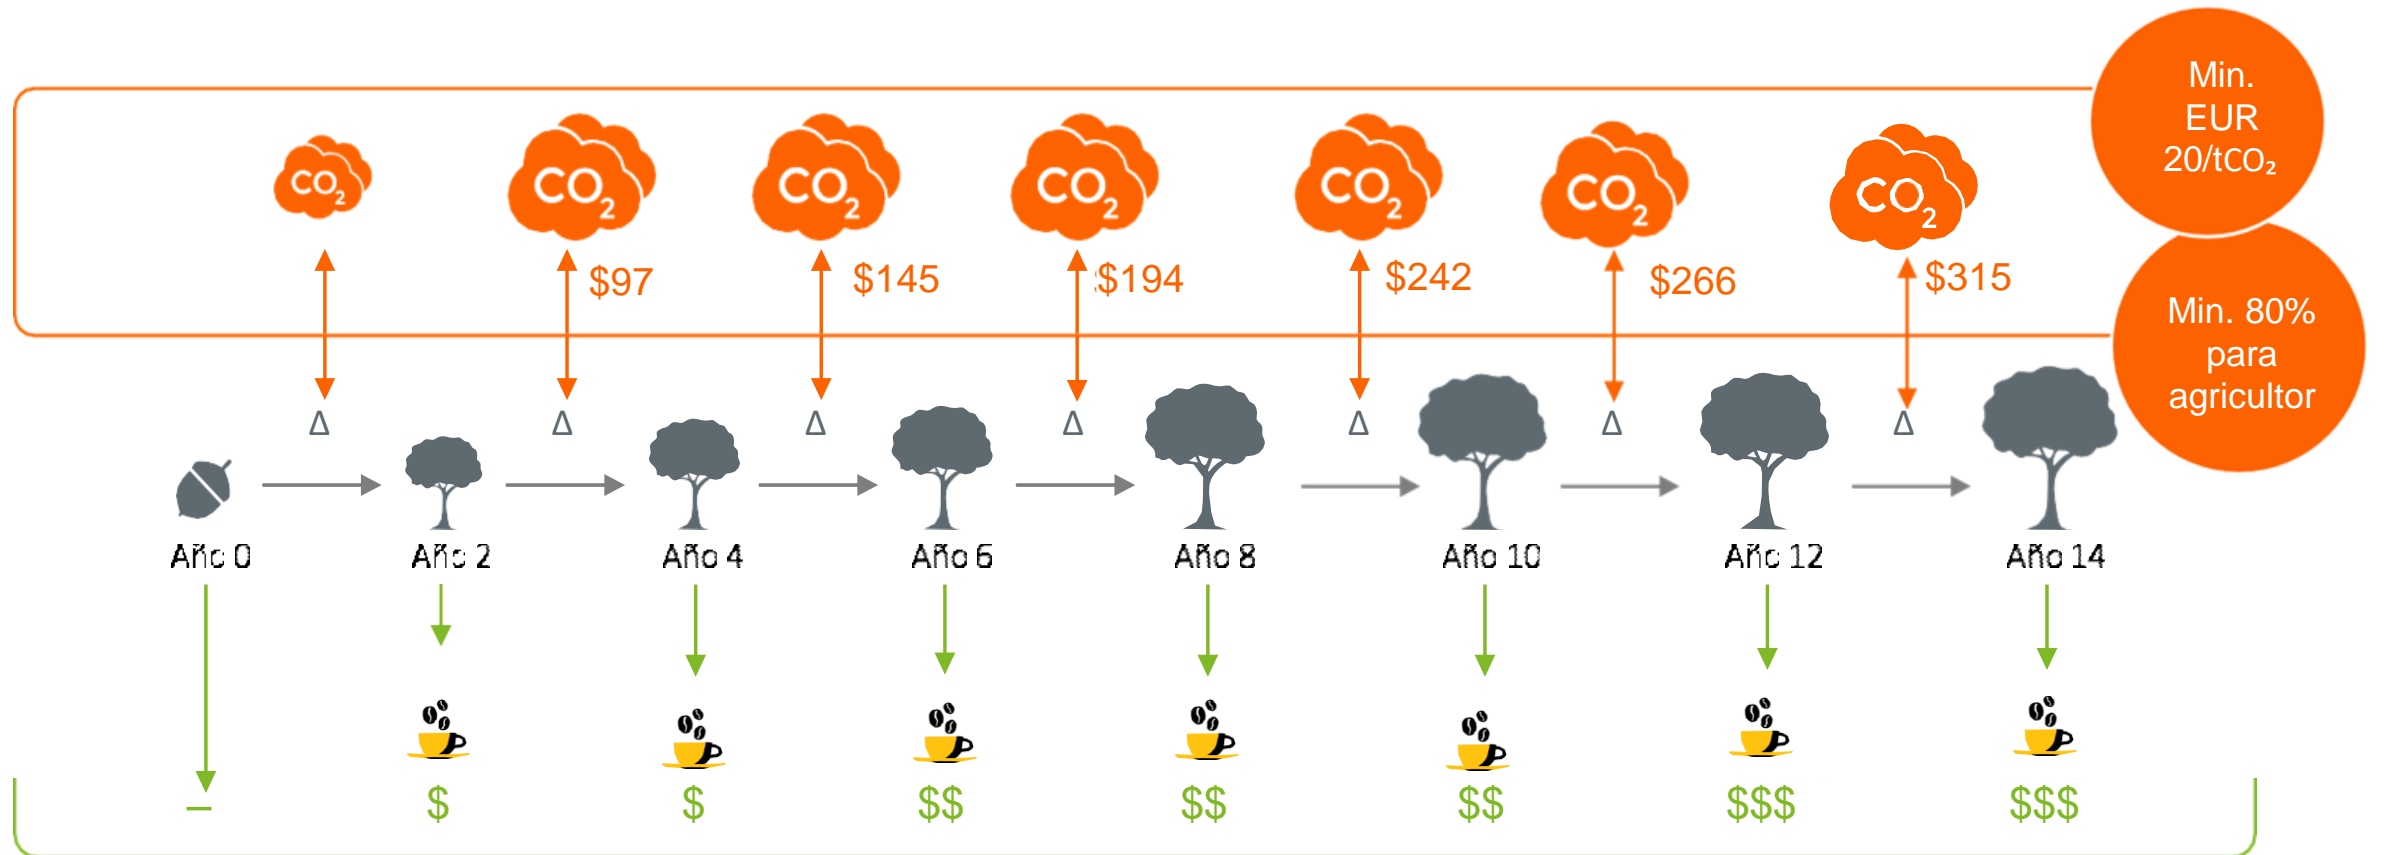 Min.
EUR
20/tCO₂
CO₂ CO₂ CO₂ CO₂ CO₂ CO₂ CO₂
$97 $145 $194 $242 $266 $315
Min. 80%
para
agricultor
Δ Δ Δ Δ Δ Δ Δ
Año 0 Año 2 Año 4 Año 6 Año 8 Año 10 Año 12 Año 14
– $ $ $$ $$ $$ $$$ $$$